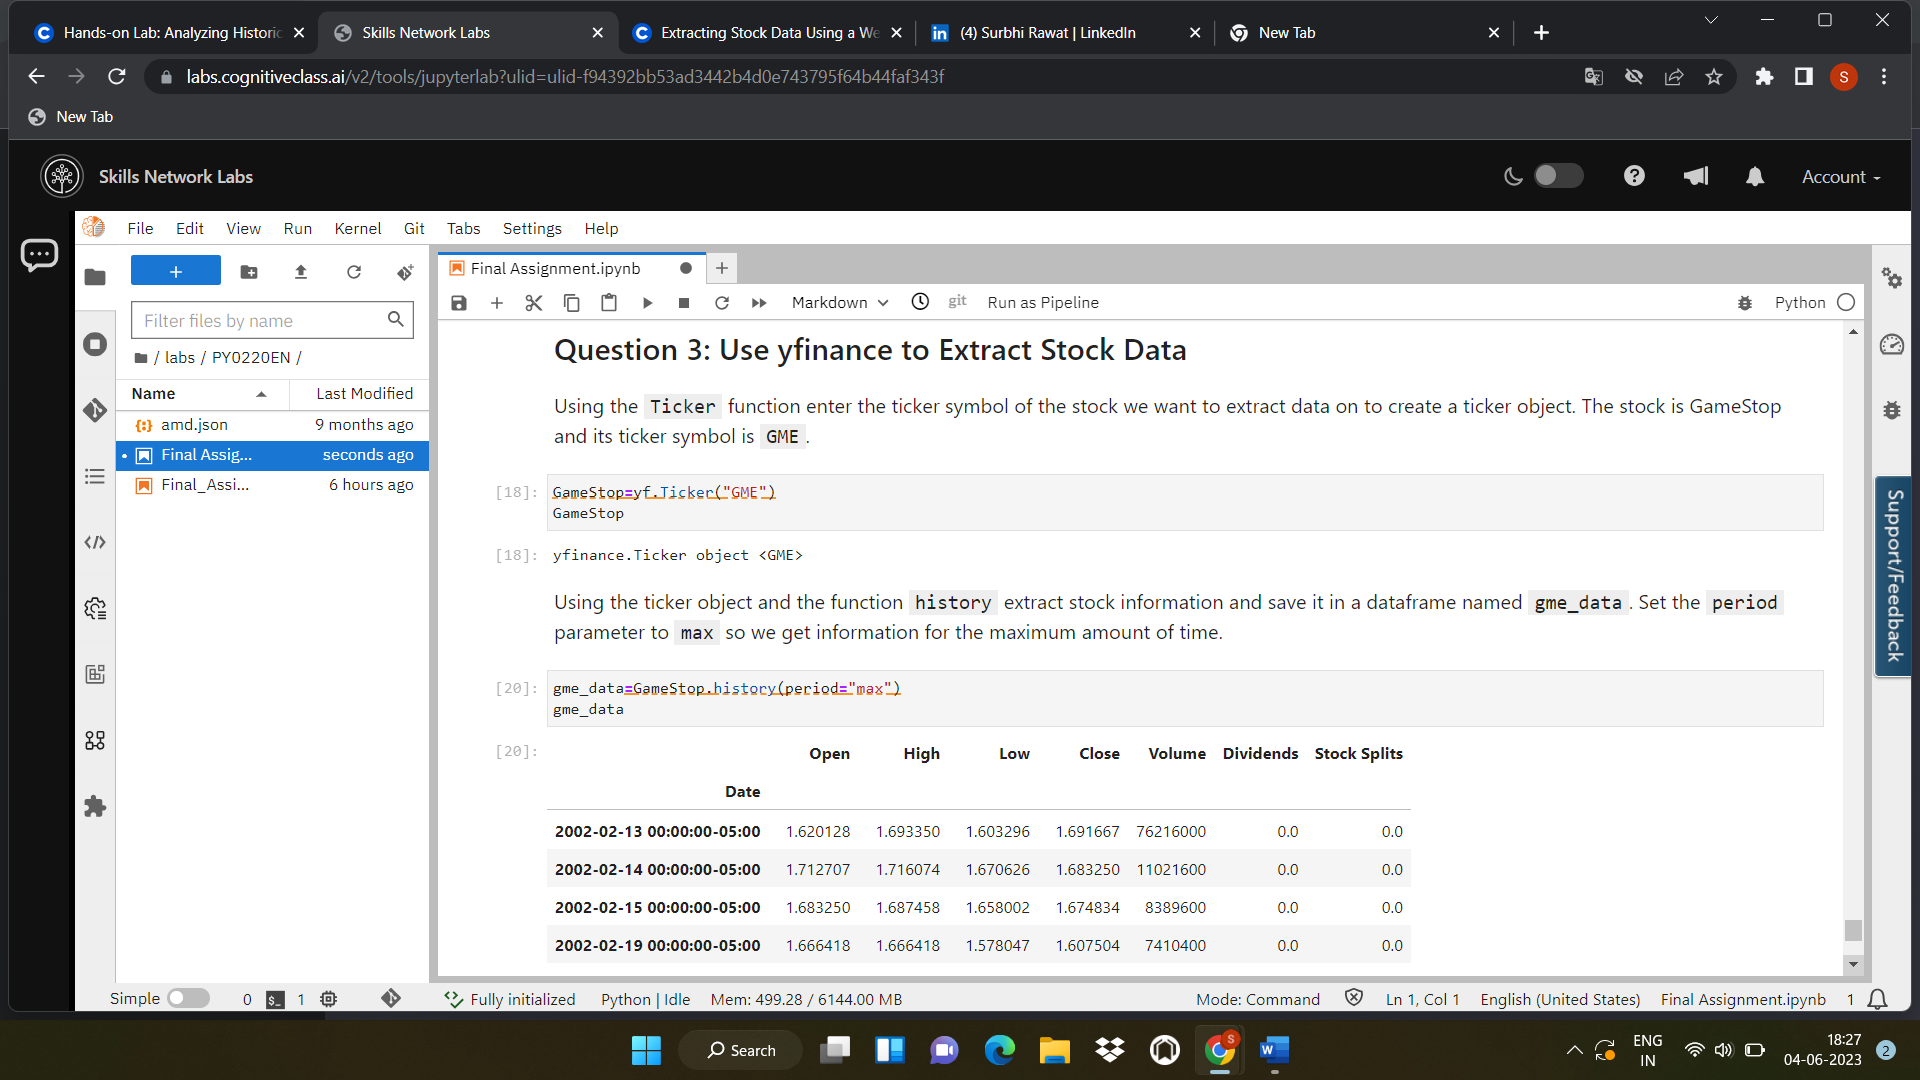 Hands-on Lab: Analyzing Historic
Skills Network Labs
Extracting Stock Data Using a We
(4) Surbhi Rawat | LinkedIn
New Tab
labs.cognitiveclass.ai/v2/tools/jupyterlab?ulid=ulid-f94392bb53ad3442b4d0e743795f64b44faf343f
S
New Tab
Skills Network Labs
Account
File Edit View Run Kernel Git Tabs Settings Help
Final Assignment.ipynb
Filter files by name
Markdown
git
Run as Pipeline
Python
/ labs / PY0220EN /
Name Last Modified
amd.json 9 months ago
Final Assig... seconds ago
Final_Assi... 6 hours ago
Question 3: Use yfinance to Extract Stock Data
Using the Ticker function enter the ticker symbol of the stock we want to extract data on to create a ticker object. The stock is GameStop
and its ticker symbol is GME.
[18]: GameStop=yf.Ticker("GME")
GameStop
[18]: yfinance.Ticker object <GME>
Using the ticker object and the function history extract stock information and save it in a dataframe named gme_data. Set the period
parameter to max so we get information for the maximum amount of time.
[20]: gme_data=GameStop.history(period="max")
gme_data
[20]:
Open High Low Close Volume Dividends Stock Splits
Date
2002-02-13 00:00:00-05:00 1.620128 1.693350 1.603296 1.691667 76216000 0.0 0.0
2002-02-14 00:00:00-05:00 1.712707 1.716074 1.670626 1.683250 11021600 0.0 0.0
2002-02-15 00:00:00-05:00 1.683250 1.687458 1.658002 1.674834 8389600 0.0 0.0
2002-02-19 00:00:00-05:00 1.666418 1.666418 1.578047 1.607504 7410400 0.0 0.0
Support/Feedback
Simple 0 $_ 1 Fully initialized Python | Idle Mem: 499.28 / 6144.00 MB Mode: Command Ln 1, Col 1 English (United States) Final Assignment.ipynb 1
Search
S
W
ENG
IN
18:27
04-06-2023
2